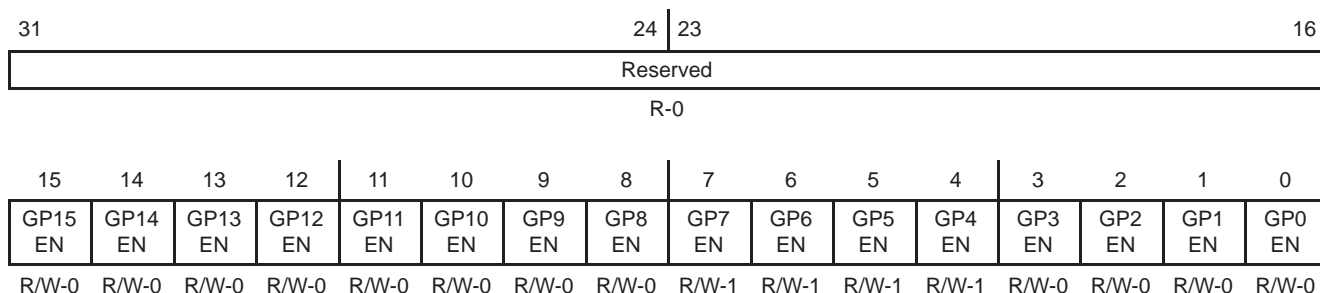 31 24 23 16
Reserved
R-0
15 14 13 12 11 10 9 8 7 6 5 4 3 2 1 0
GP15 GP14 GP13 GP12 GP11 GP10 GP9 GP8 GP7 GP6 GP5 GP4 GP3 GP2 GP1 GP0
EN EN EN EN EN EN EN EN EN EN EN EN EN EN EN EN
R/W-0 R/W-0 R/W-0 R/W-0 R/W-0 R/W-0 R/W-0 R/W-0 R/W-1 R/W-1 R/W-1 R/W-1 R/W-0 R/W-0 R/W-0 R/W-0